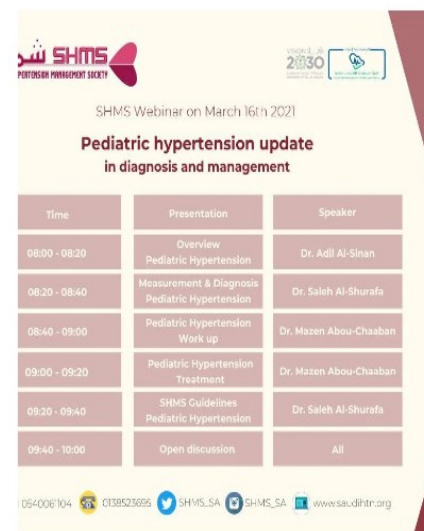 شم SHMS
PERTENSION MANAGEMENT SOCIETY
VISION
2030
SHMS Webinar on March 16th 2021
Pediatric hypertension update
in diagnosis and management
Time Presentation Speaker
08:00 - 08:20 Overview Pediatric Hypertension Dr. Adil Al-Sinan
08:20 - 08:40 Measurement & Diagnosis Pediatric Hypertension Dr. Saleh Al-Shurafa
08:40 - 09:00 Pediatric Hypertension Work up Dr. Mazen Abou-Chaaban
09:00 - 09:20 Pediatric Hypertension Treatment Dr. Mazen Abou-Chaaban
09:20 - 09:40 SHMS Guidelines Pediatric Hypertension Dr. Saleh Al-Shurafa
09:40 - 10:00 Open discussion All
0540061104 0138523695 SHMS_SA SHMS_SA www.saudihtn.org